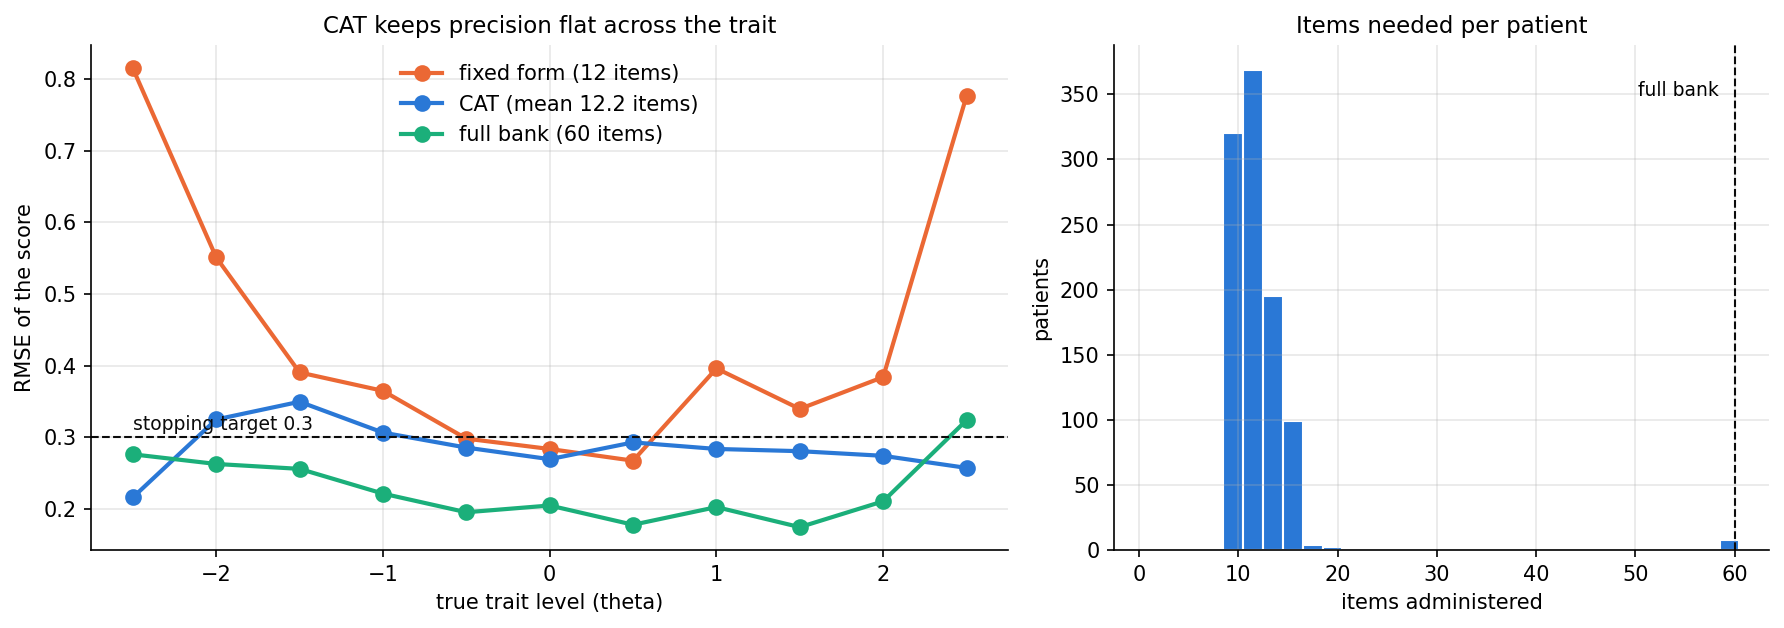 CAT keeps precision flat across the trait
fixed form (12 items)
CAT (mean 12.2 items)
full bank (60 items)
stopping target 0.3
RMSE of the score
0.8
0.7
0.6
0.5
0.4
0.3
0.2
−2
−1
0
1
2
true trait level (theta)
Items needed per patient
full bank
patients
350
300
250
200
150
100
50
0
0
10
20
30
40
50
60
items administered